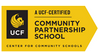 A UCF-CERTIFIED
COMMUNITY
PARTNERSHIP
SCHOOL
UCF
CENTER FOR COMMUNITY SCHOOLS